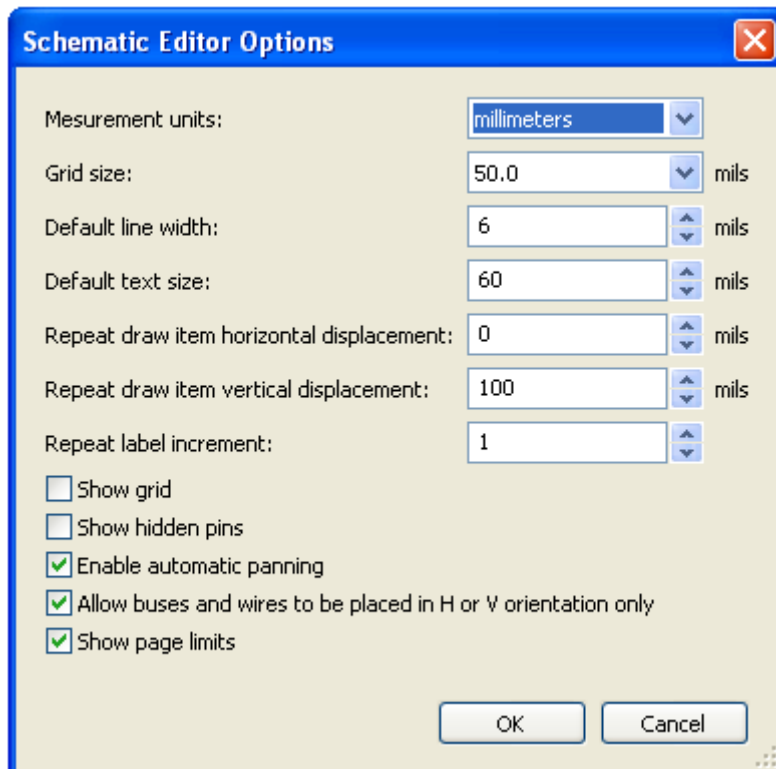 Schematic Editor Options
Mesurement units: millimeters
Grid size: 50.0 mils
Default line width: 6 mils
Default text size: 60 mils
Repeat draw item horizontal displacement: 0 mils
Repeat draw item vertical displacement: 100 mils
Repeat label increment: 1
Show grid
Show hidden pins
Enable automatic panning
Allow buses and wires to be placed in H or V orientation only
Show page limits
OK Cancel